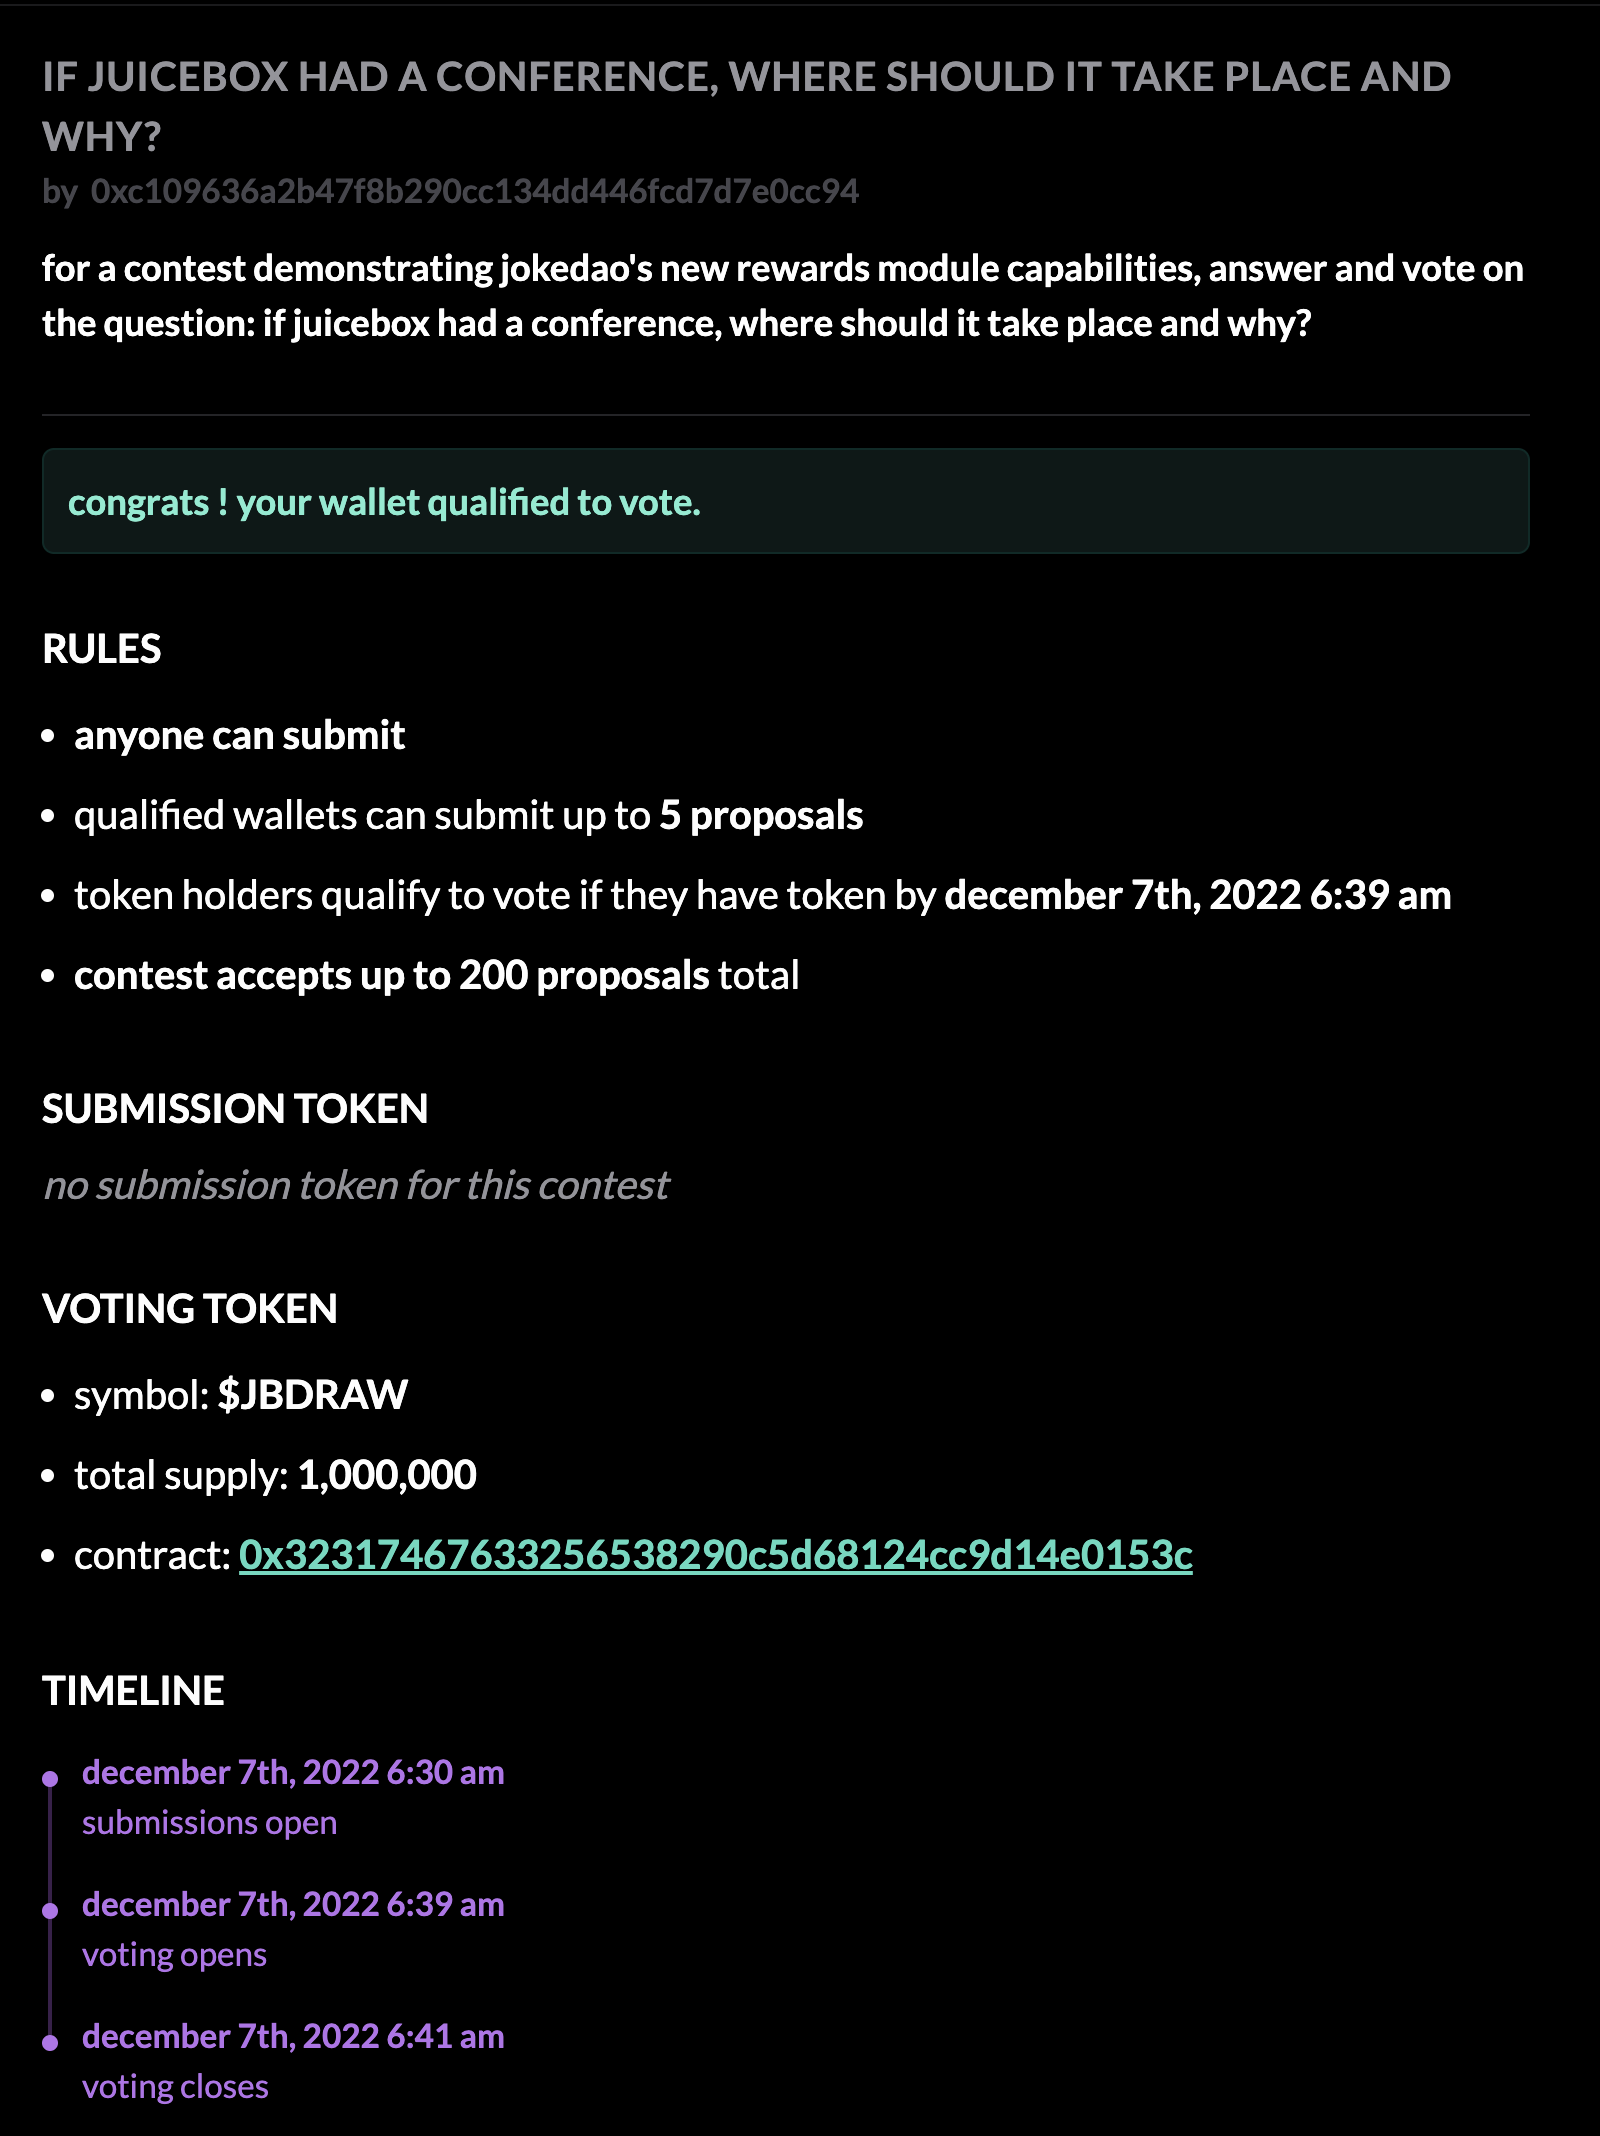 IF JUICEBOX HAD A CONFERENCE, WHERE SHOULD IT TAKE PLACE AND
WHY?
by 0xc109636a2b47f8b290cc134dd446fcd7d7e0cc94
for a contest demonstrating jokedao's new rewards module capabilities, answer and vote on
the question: if juicebox had a conference, where should it take place and why?
congrats ! your wallet qualified to vote.
RULES
• anyone can submit
• qualified wallets can submit up to 5 proposals
• token holders qualify to vote if they have token by december 7th, 2022 6:39 am
• contest accepts up to 200 proposals total
SUBMISSION TOKEN
no submission token for this contest
VOTING TOKEN
• symbol: $JBDRAW
• total supply: 1,000,000
• contract: 0x32317467633256538290c5d68124cc9d14e0153c
TIMELINE
december 7th, 2022 6:30 am
submissions open
december 7th, 2022 6:39 am
voting opens
december 7th, 2022 6:41 am
voting closes